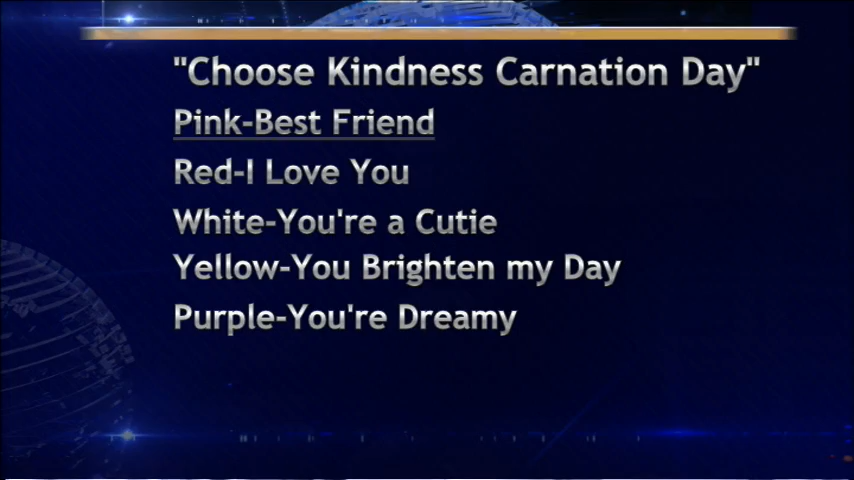 "Choose Kindness Carnation Day"
Pink-Best Friend
Red-I Love You
White-You're a Cutie
Yellow-You Brighten my Day
Purple-You're Dreamy